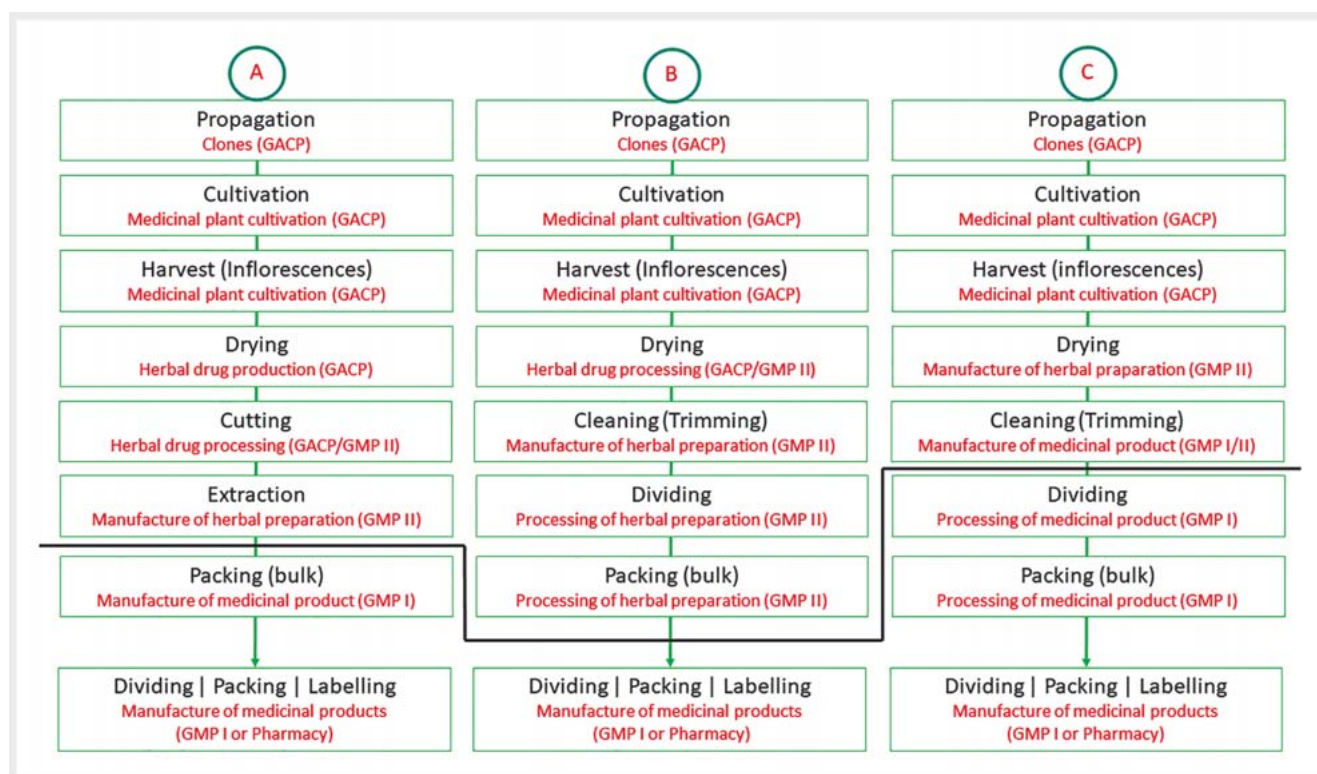 A
Propagation
Clones (GACP)
Cultivation
Medicinal plant cultivation (GACP)
Harvest (Inflorescences)
Medicinal plant cultivation (GACP)
Drying
Herbal drug production (GACP)
Cutting
Herbal drug processing (GACP/GMP II)
Extraction
Manufacture of herbal preparation (GMP II)
Packing (bulk)
Manufacture of medicinal product (GMP I)
Dividing | Packing | Labelling
Manufacture of medicinal products
(GMP I or Pharmacy)
B
Propagation
Clones (GACP)
Cultivation
Medicinal plant cultivation (GACP)
Harvest (Inflorescences)
Medicinal plant cultivation (GACP)
Drying
Herbal drug processing (GACP/GMP II)
Cleaning (Trimming)
Manufacture of herbal preparation (GMP II)
Dividing
Processing of herbal preparation (GMP II)
Packing (bulk)
Processing of herbal preparation (GMP II)
Dividing | Packing | Labelling
Manufacture of medicinal products
(GMP I or Pharmacy)
C
Propagation
Clones (GACP)
Cultivation
Medicinal plant cultivation (GACP)
Harvest (inflorescences)
Medicinal plant cultivation (GACP)
Drying
Manufacture of herbal praparation (GMP II)
Cleaning (Trimming)
Manufacture of medicinal product (GMP I/II)
Dividing
Processing of medicinal product (GMP I)
Packing (bulk)
Processing of medicinal product (GMP I)
Dividing | Packing | Labelling
Manufacture of medicinal products
(GMP I or Pharmacy)